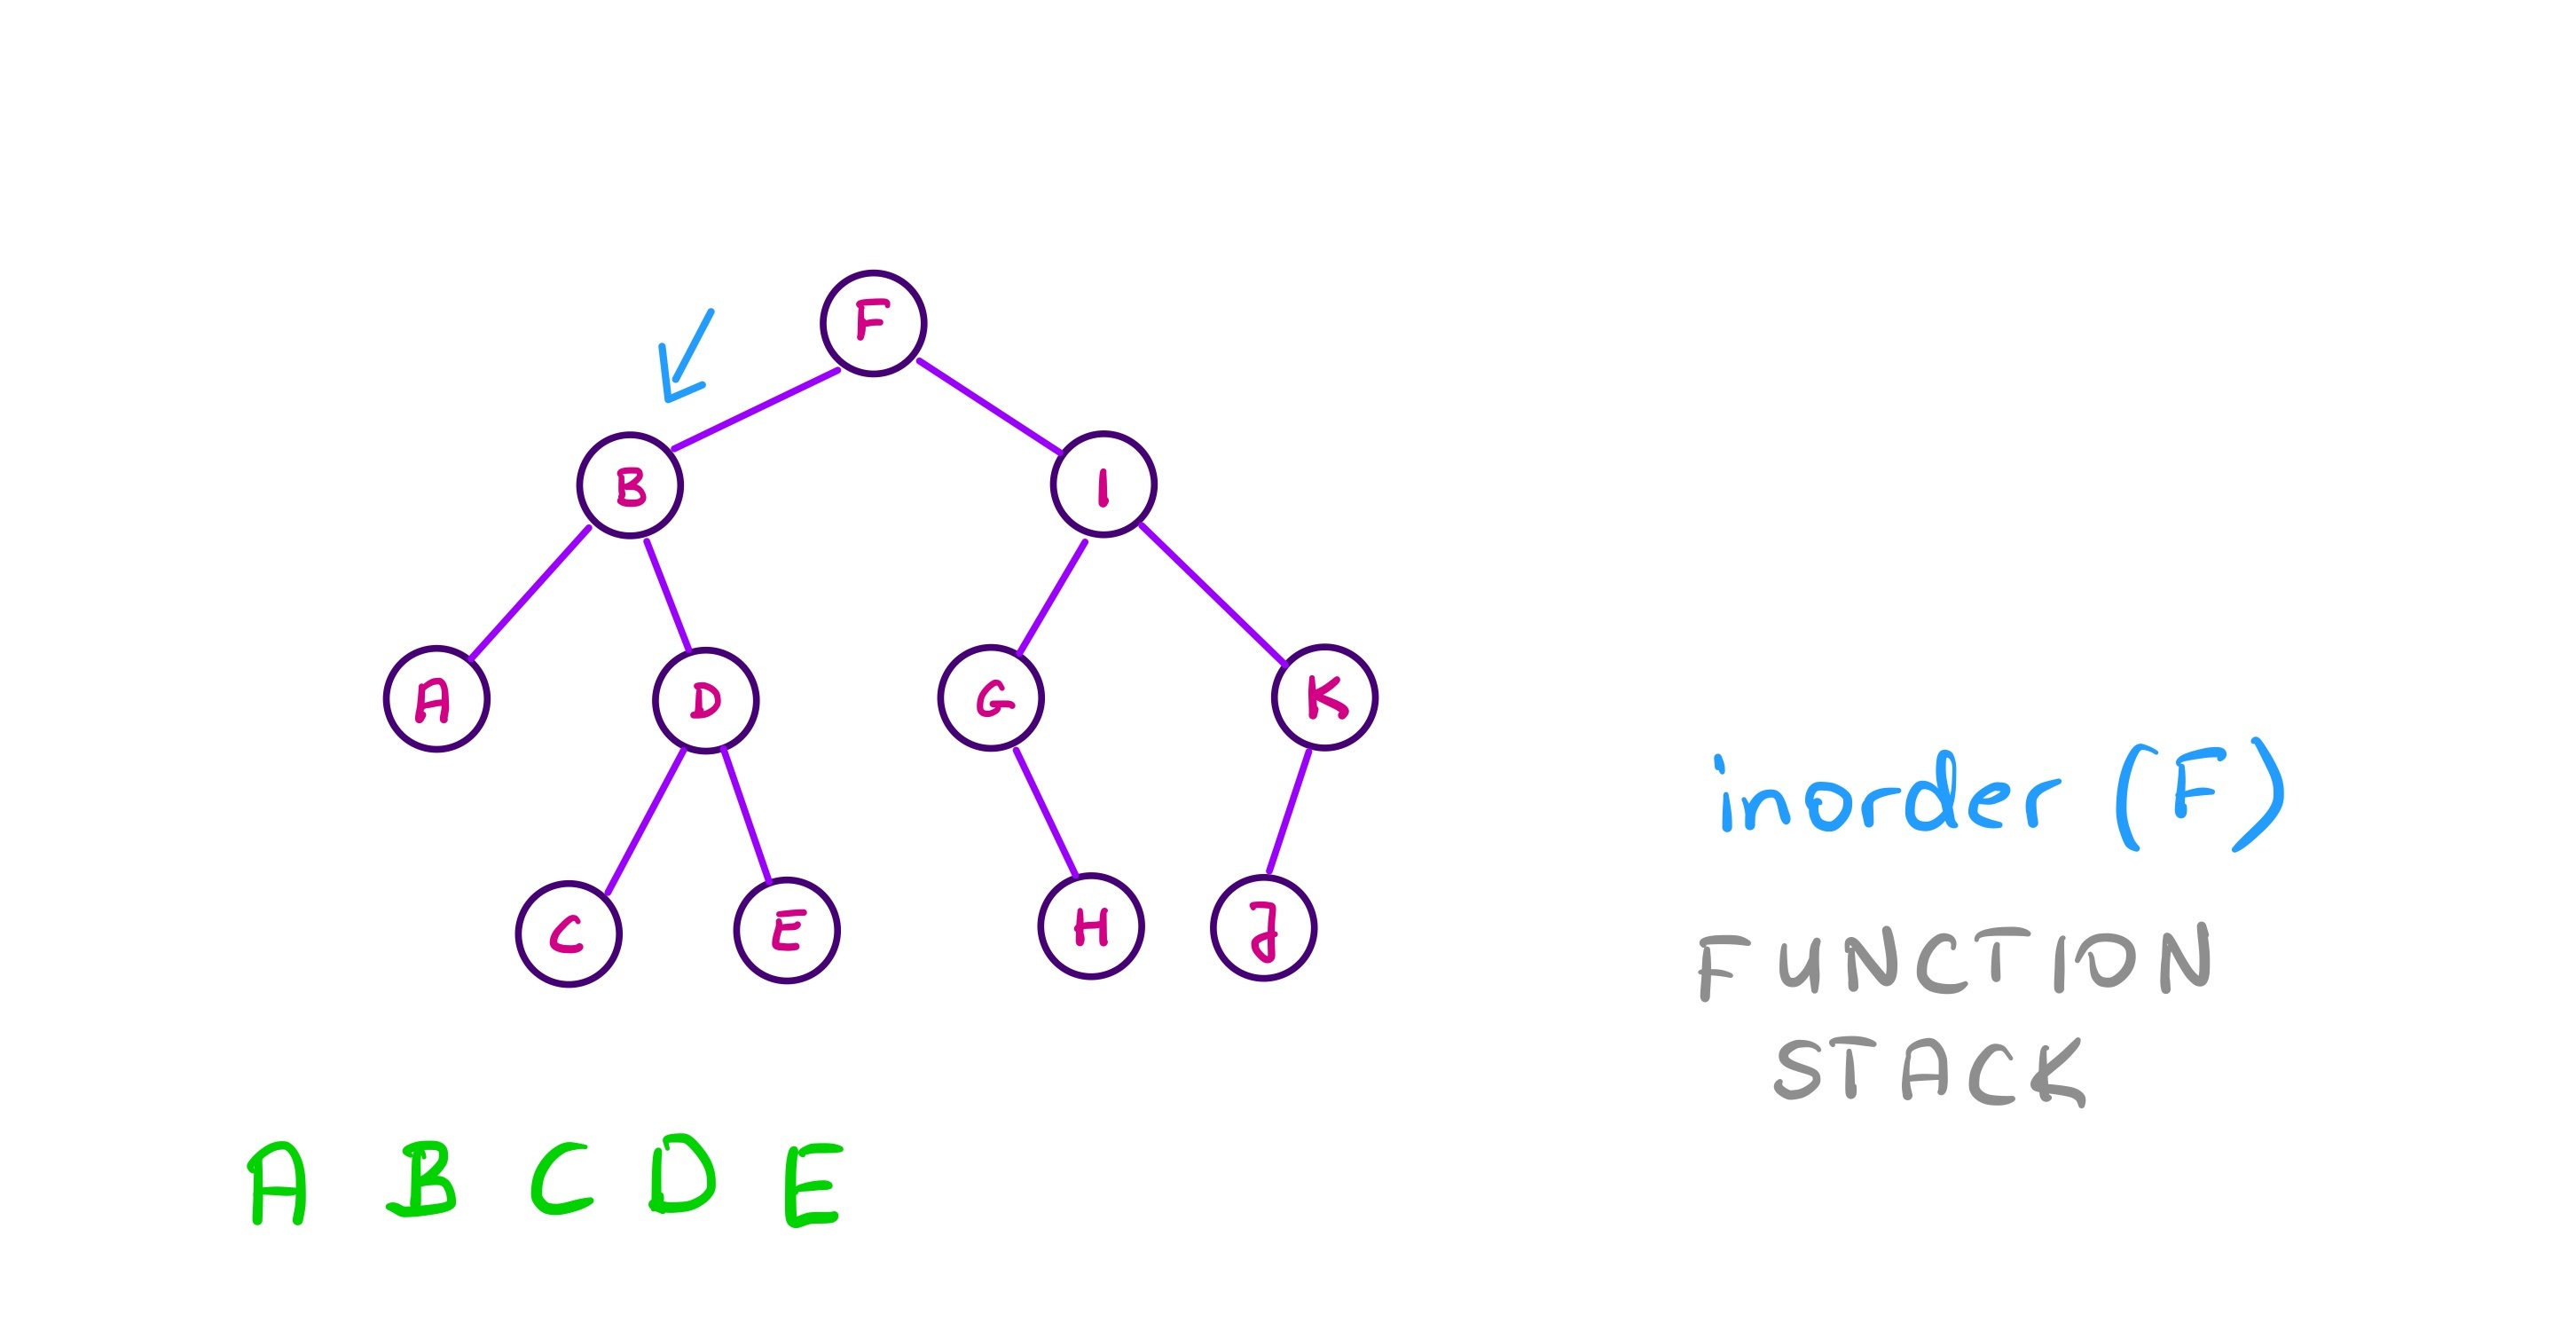 F
B I
A D G K
C E H J
inorder (F)
FUNCTION
STACK
A B C D E